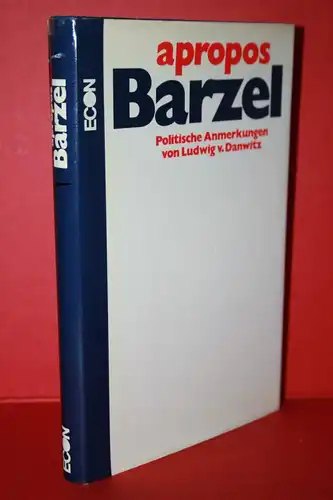 apropos
Barzel
Politische Anmerkungen
von Ludwig v. Danwitz
ECON
Barzel
ECON